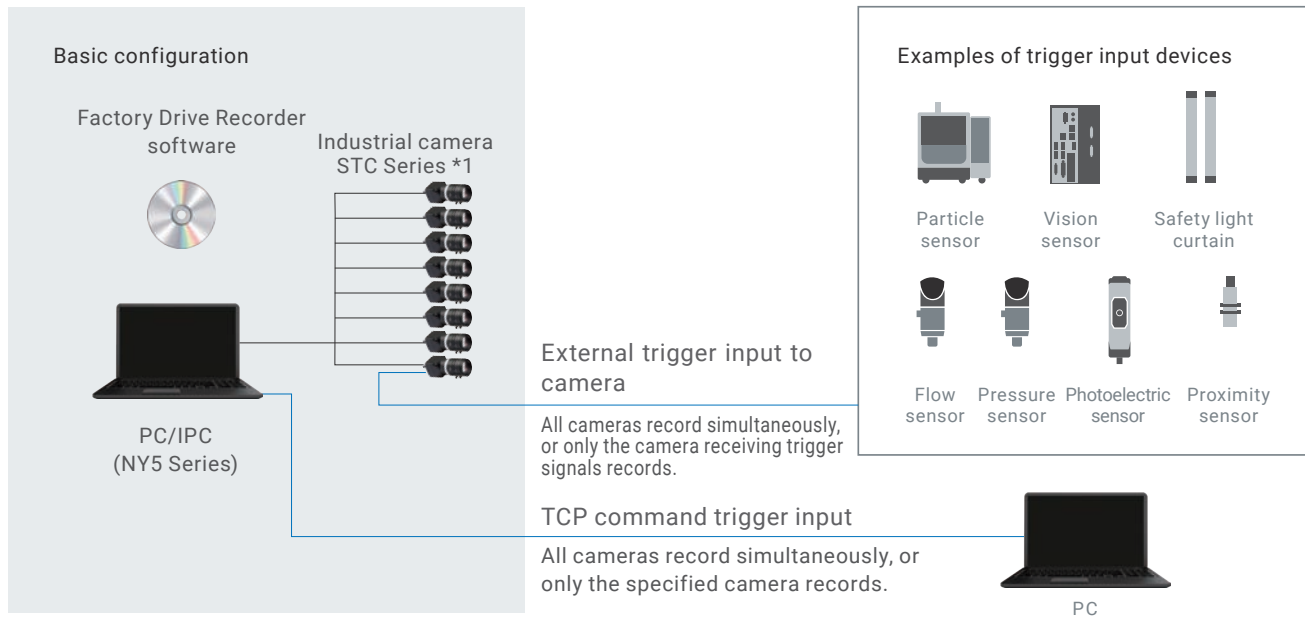 Basic configuration
Factory Drive Recorder
software
Industrial camera
STC Series *1
PC/IPC
(NY5 Series)
External trigger input to
camera
All cameras record simultaneously,
or only the camera receiving trigger
signals records.
TCP command trigger input
All cameras record simultaneously, or
only the specified camera records.
Examples of trigger input devices
Particle
sensor
Vision
sensor
Safety light
curtain
Flow
sensor
Pressure
sensor
Photoelectric
sensor
Proximity
sensor
PC